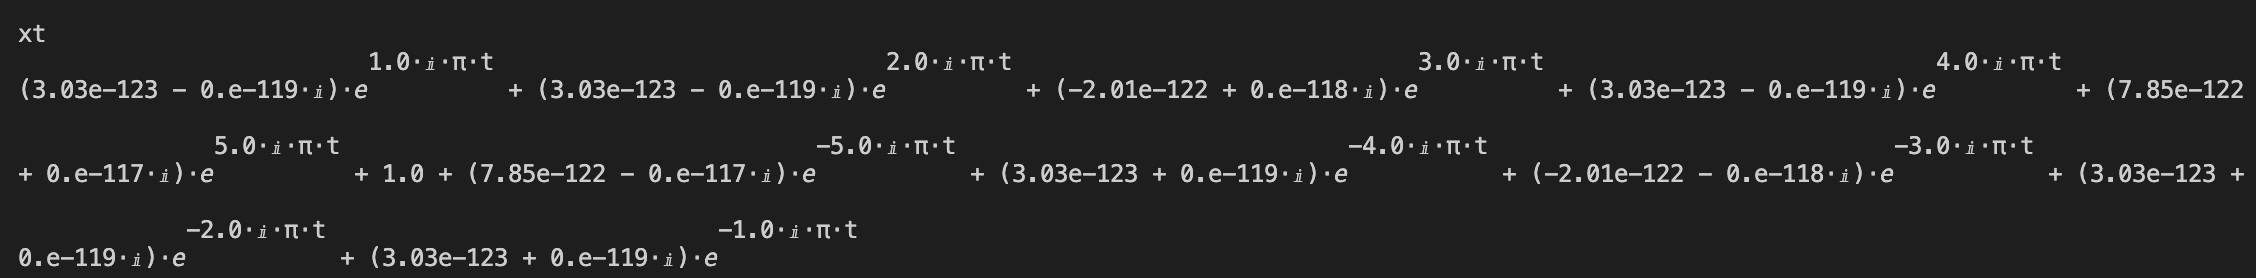 xt
1.0⋅ⅈ⋅π⋅t 2.0⋅ⅈ⋅π⋅t 3.0⋅ⅈ⋅π⋅t 4.0⋅ⅈ⋅π⋅t
(3.03e-123 - 0.e-119⋅ⅈ)⋅e + (3.03e-123 - 0.e-119⋅ⅈ)⋅e + (-2.01e-122 + 0.e-118⋅ⅈ)⋅e + (3.03e-123 - 0.e-119⋅ⅈ)⋅e + (7.85e-122
5.0⋅ⅈ⋅π⋅t -5.0⋅ⅈ⋅π⋅t -4.0⋅ⅈ⋅π⋅t -3.0⋅ⅈ⋅π⋅t
+ 0.e-117⋅ⅈ)⋅e + 1.0 + (7.85e-122 - 0.e-117⋅ⅈ)⋅e + (3.03e-123 + 0.e-119⋅ⅈ)⋅e + (-2.01e-122 - 0.e-118⋅ⅈ)⋅e + (3.03e-123 +
-2.0⋅ⅈ⋅π⋅t -1.0⋅ⅈ⋅π⋅t
0.e-119⋅ⅈ)⋅e + (3.03e-123 + 0.e-119⋅ⅈ)⋅e